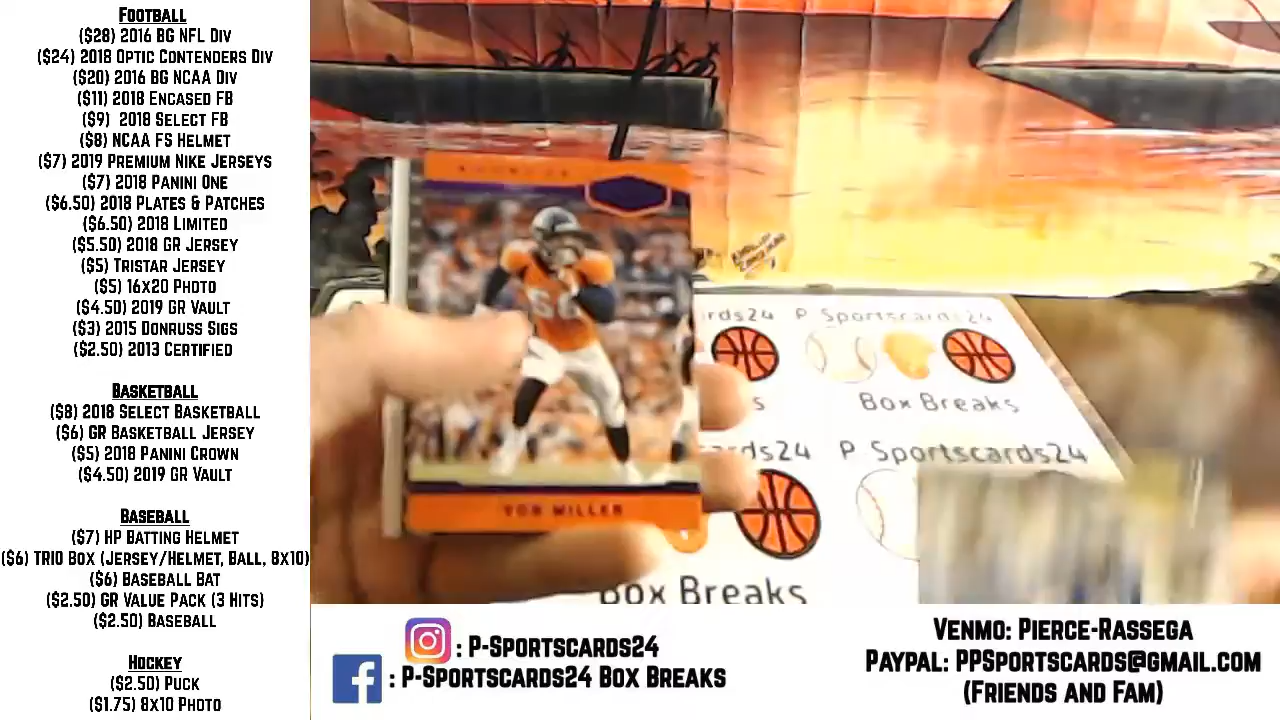 Football
($28) 2016 BG NFL Div
($24) 2018 Optic Contenders Div
($20) 2016 BG NCAA Div
($11) 2018 Encased FB
($9) 2018 Select FB
($8) NCAA FS Helmet
($7) 2019 Premium Nike Jerseys
($7) 2018 Panini One
($6.50) 2018 Plates & Patches
($6.50) 2018 Limited
($5.50) 2018 GR Jersey
($5) Tristar Jersey
($5) 16x20 Photo
($4.50) 2019 GR Vault
($3) 2015 Donruss Sigs
($2.50) 2013 Certified
Basketball
($8) 2018 Select Basketball
($6) GR Basketball Jersey
($5) 2018 Panini Crown
($4.50) 2019 GR Vault
Baseball
($7) HP Batting Helmet
($6) TRIO Box (Jersey/Helmet, Ball, 8x10)
($6) Baseball Bat
($2.50) GR Value Pack (3 Hits)
($2.50) Baseball
Hockey
($2.50) Puck
($1.75) 8x10 Photo
VON MILLER
rds24 P Sportscards24
s Box Breaks
rds24 P Sportscards24
Box Breaks
: P-Sportscards24
: P-Sportscards24 Box Breaks
Venmo: Pierce-Rassega
PayPal: PPSportscards@gmail.com
(Friends and Fam)